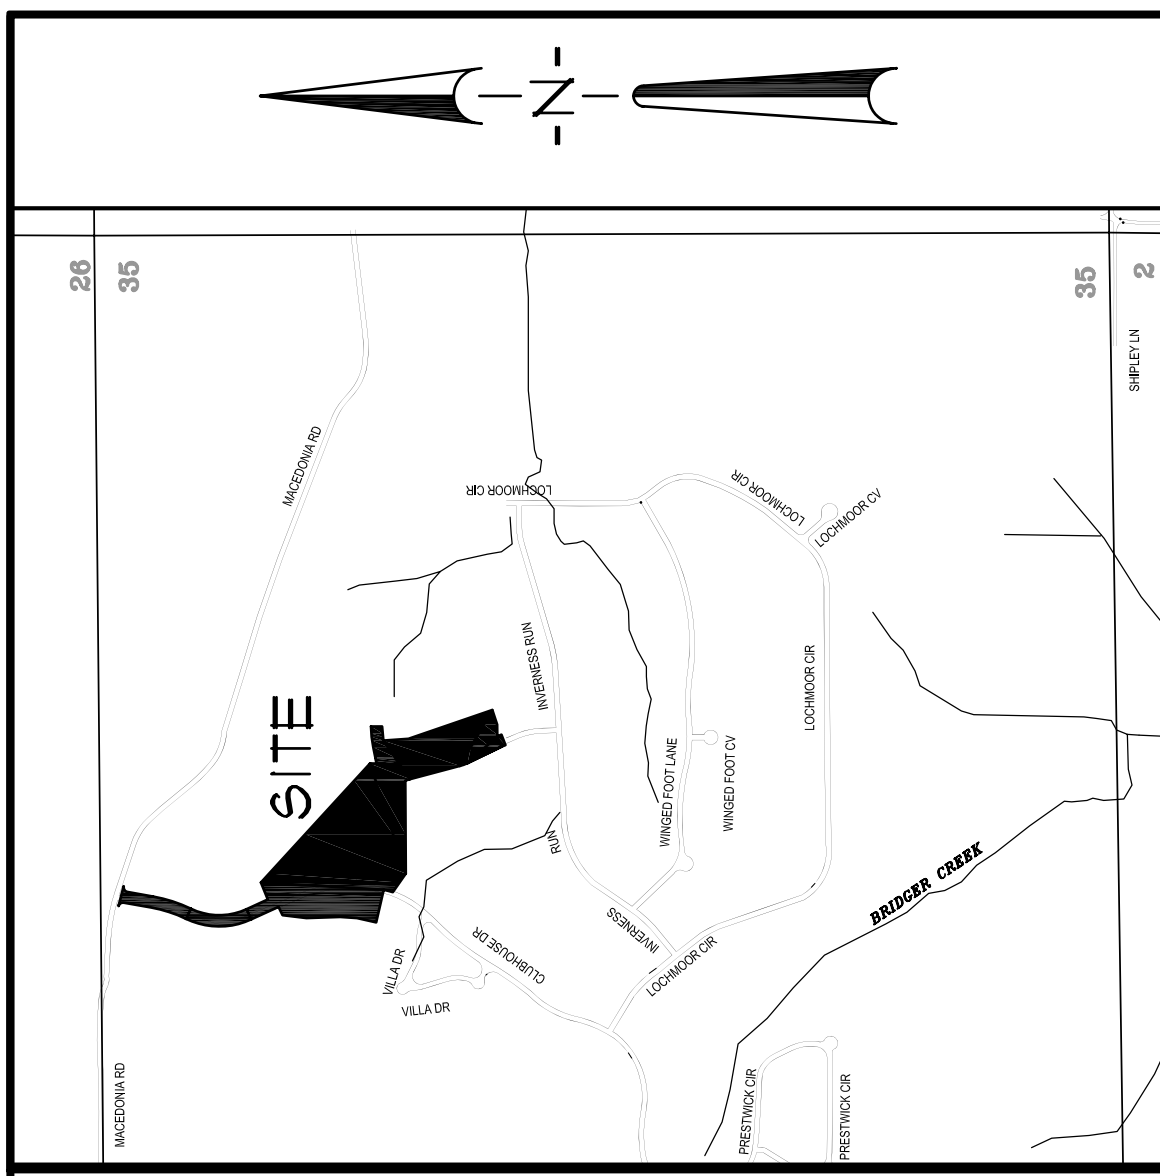 N
26
35
35
2
SHIPLEY LN
MACEDONIA RD
LOCHMOOR CIR
LOCHMOOR CIR
LOCHMOOR CV
INVERNESS RUN
LOCHMOOR CIR
SITE
WINGED FOOT LANE
WINGED FOOT CV
RUN
INVERNESS
BRIDGER CREEK
CLUBHOUSE DR
LOCHMOOR CIR
VILLA DR
VILLA DR
MACEDONIA RD
PRESTWICK CIR
PRESTWICK CIR